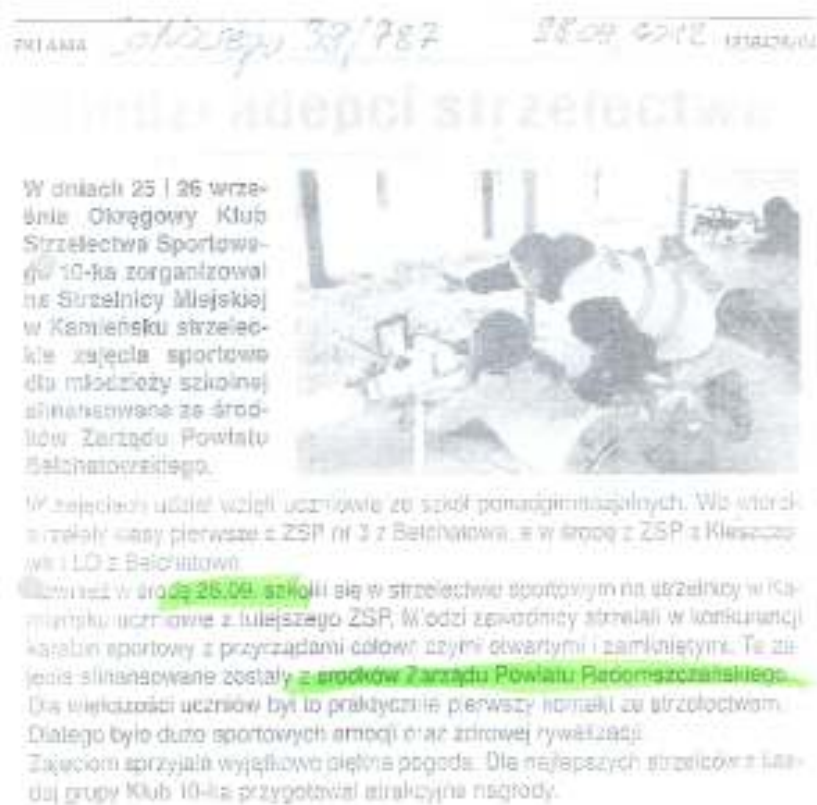 39/787 28.09.2012
adepci strzelectwa
W dniach 25 i 26 wrze-
śnia Okręgowy Klub
Strzelectwa Sportowe-
go 10-ka zorganizował
na Strzelnicy Miejskiej
w Kamieńsku strzelec-
kie zajęcia sportowe
dla młodzieży szkolnej
sfinansowane ze środ-
ków Zarządu Powiatu
Bełchatowskiego.
W zajęciach udział wzięli uczniowie ze szkół ponadgimnazjalnych. We wtorek
strzelały klasy pierwsze z ZSP nr 3 z Bełchatowa, a w środę z ZSP z Kleszczo-
wa i LO z Bełchatowa.
Również w środę 26.09. szkolili się w strzelectwie sportowym na strzelnicy w Ka-
mieńsku uczniowie z tutejszego ZSP. Młodzi zawodnicy strzelali w konkurencji
karabin sportowy z przyrządami celowniczymi otwartymi i zamkniętymi. Te za-
jęcia sfinansowane zostały z środków Zarządu Powiatu Radomszczańskiego.
Dla większości uczniów był to praktycznie pierwszy kontakt ze strzelectwem.
Dlatego było dużo sportowych emocji oraz zdrowej rywalizacji.
Zajęciom sprzyjała wyjątkowo piękna pogoda. Dla najlepszych strzelców z każ-
dej grupy Klub 10-ka przygotował atrakcyjne nagrody.